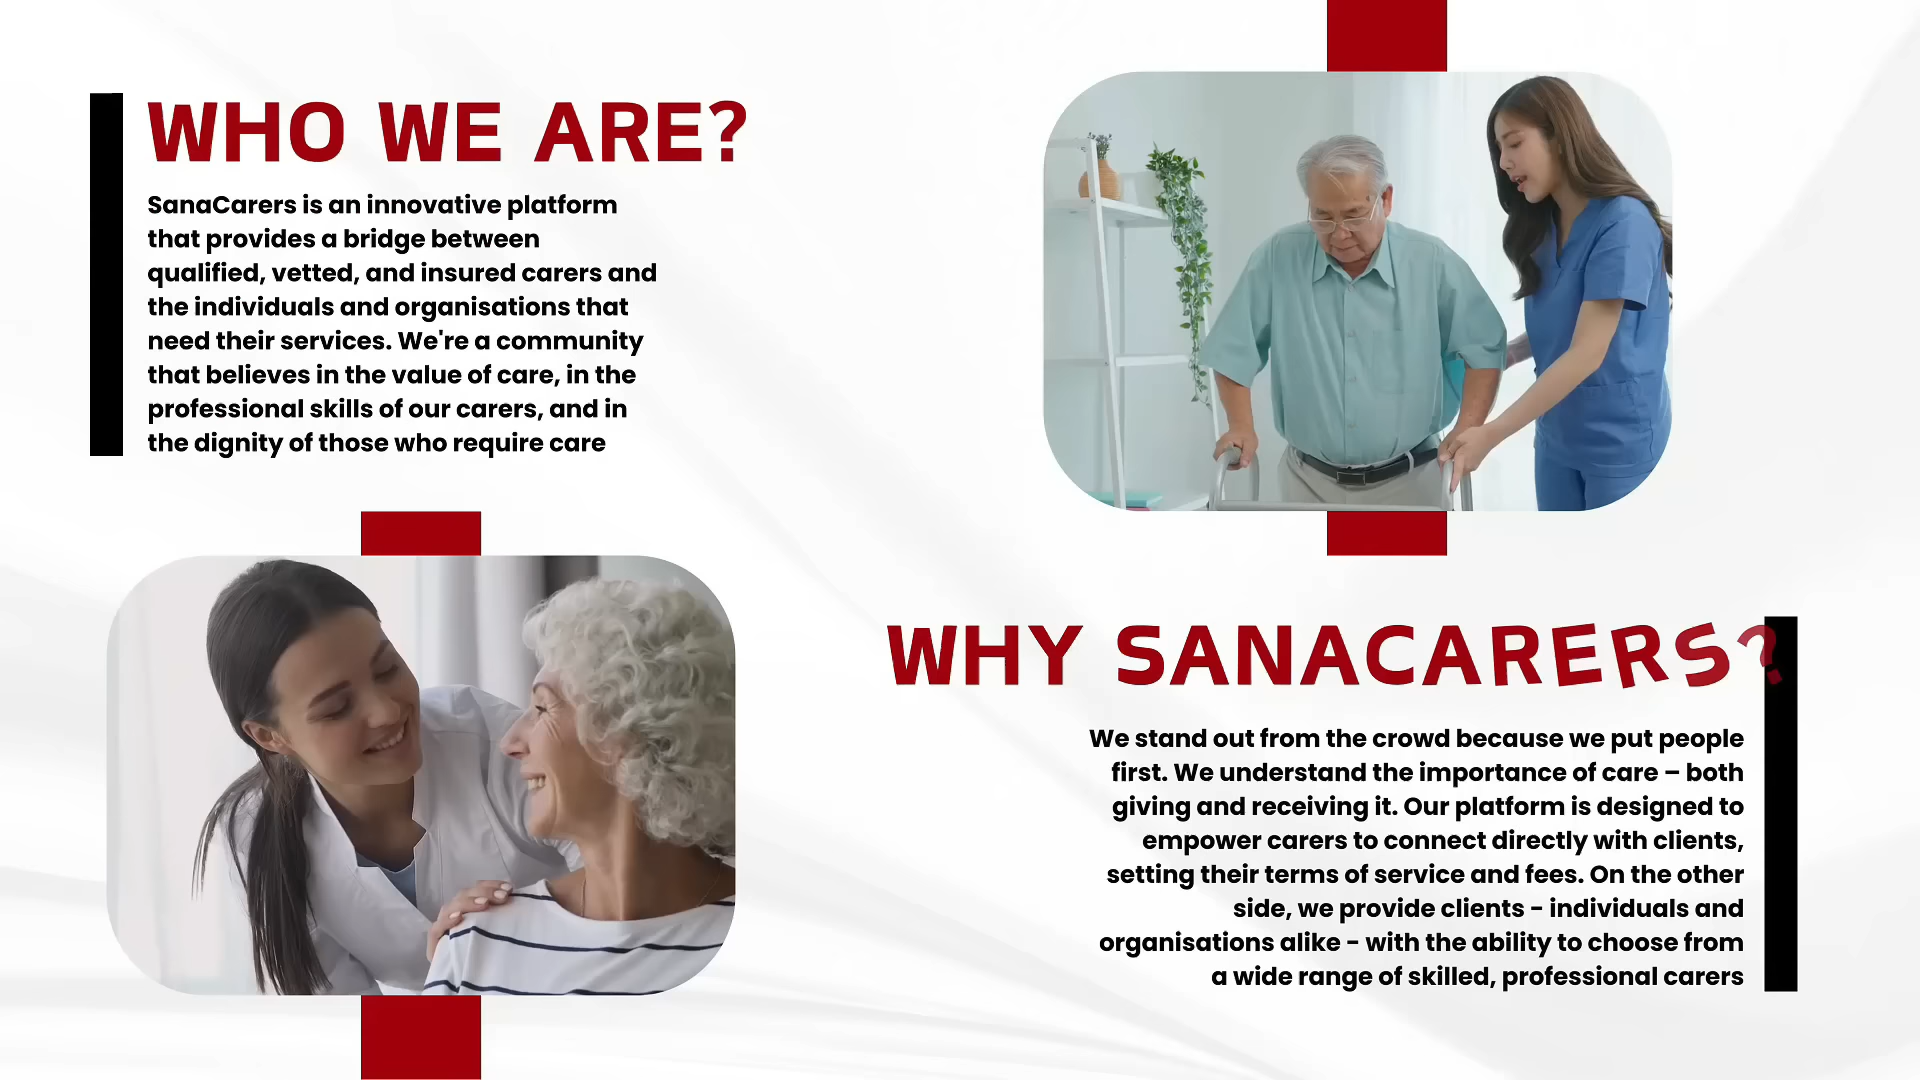 WHO WE ARE?
SanaCarers is an innovative platform
that provides a bridge between
qualified, vetted, and insured carers and
the individuals and organisations that
need their services. We're a community
that believes in the value of care, in the
professional skills of our carers, and in
the dignity of those who require care
WHY SANACARERS?
We stand out from the crowd because we put people
first. We understand the importance of care – both
giving and receiving it. Our platform is designed to
empower carers to connect directly with clients,
setting their terms of service and fees. On the other
side, we provide clients - individuals and
organisations alike - with the ability to choose from
a wide range of skilled, professional carers